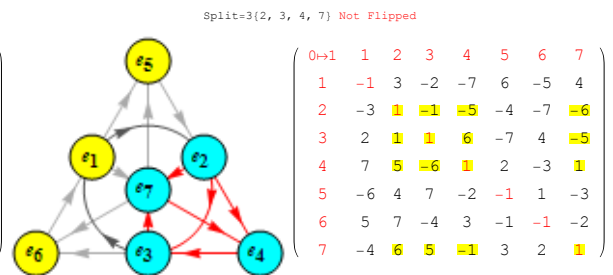 Split=3{2, 3, 4, 7} Not Flipped
e5
e1
e2
e7
e6
e3
e4
0↦1 1 2 3 4 5 6 7
1 -1 3 -2 -7 6 -5 4
2 -3 1 -1 -5 -4 -7 -6
3 2 1 1 6 -7 4 -5
4 7 5 -6 1 2 -3 1
5 -6 4 7 -2 -1 1 -3
6 5 7 -4 3 -1 -1 -2
7 -4 6 5 -1 3 2 1